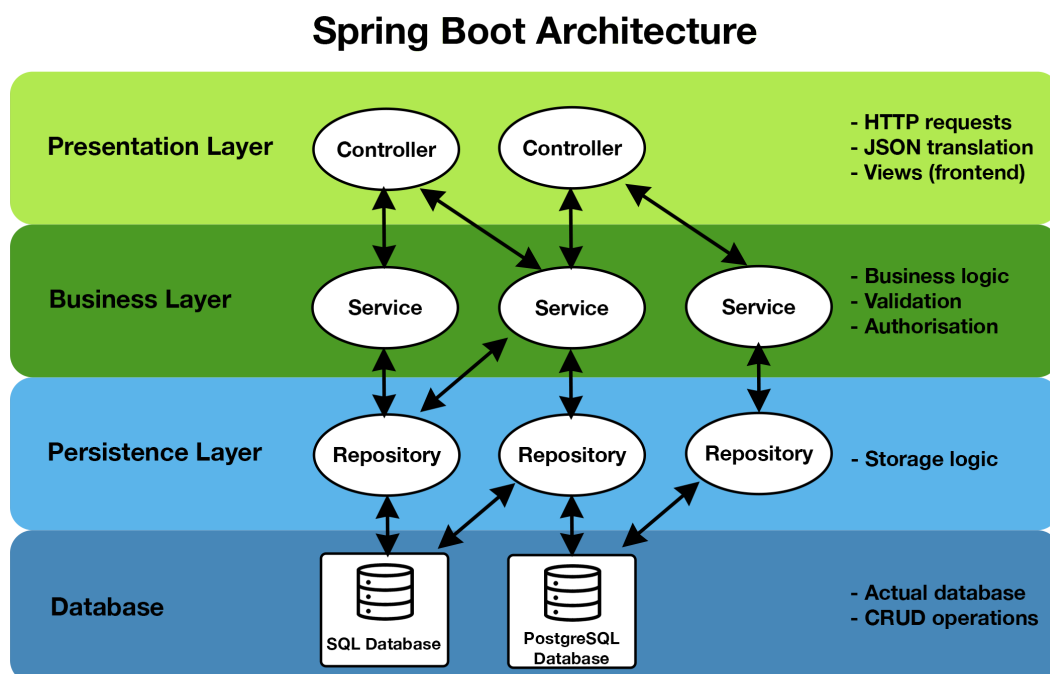 Spring Boot Architecture
Presentation Layer
Controller
Controller
- HTTP requests
- JSON translation
- Views (frontend)
Business Layer
Service
Service
Service
- Business logic
- Validation
- Authorisation
Persistence Layer
Repository
Repository
Repository
- Storage logic
Database
SQL Database
PostgreSQL
Database
- Actual database
- CRUD operations